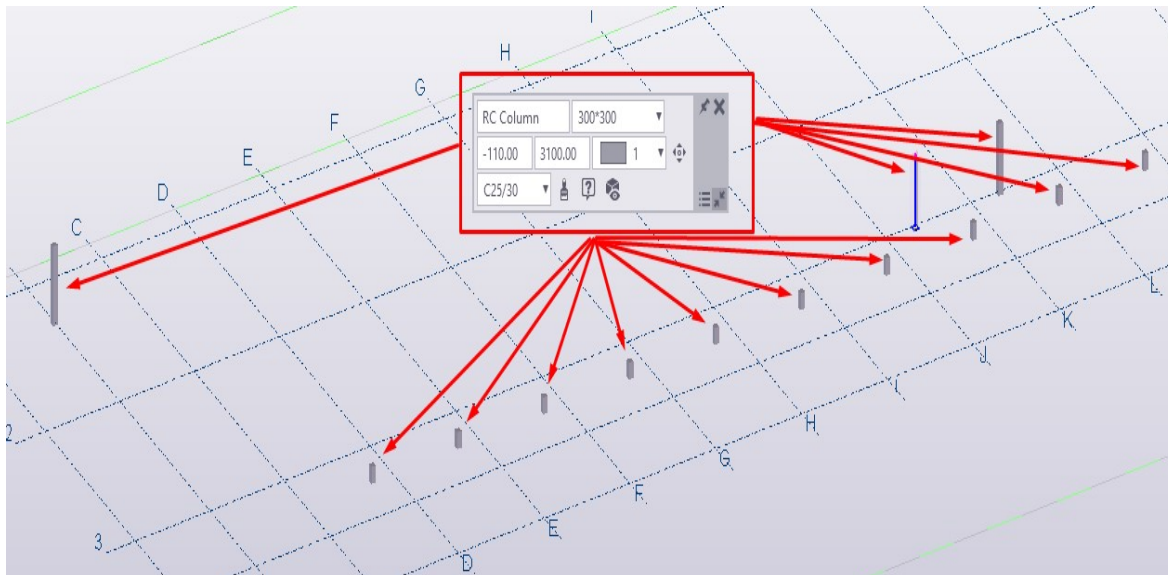 I
H
G
F
E
D
C
RC Column 300*300
-110.00 3100.00 1
C25/30 ?
L
K
J
I
H
G
F
E
D
2
3